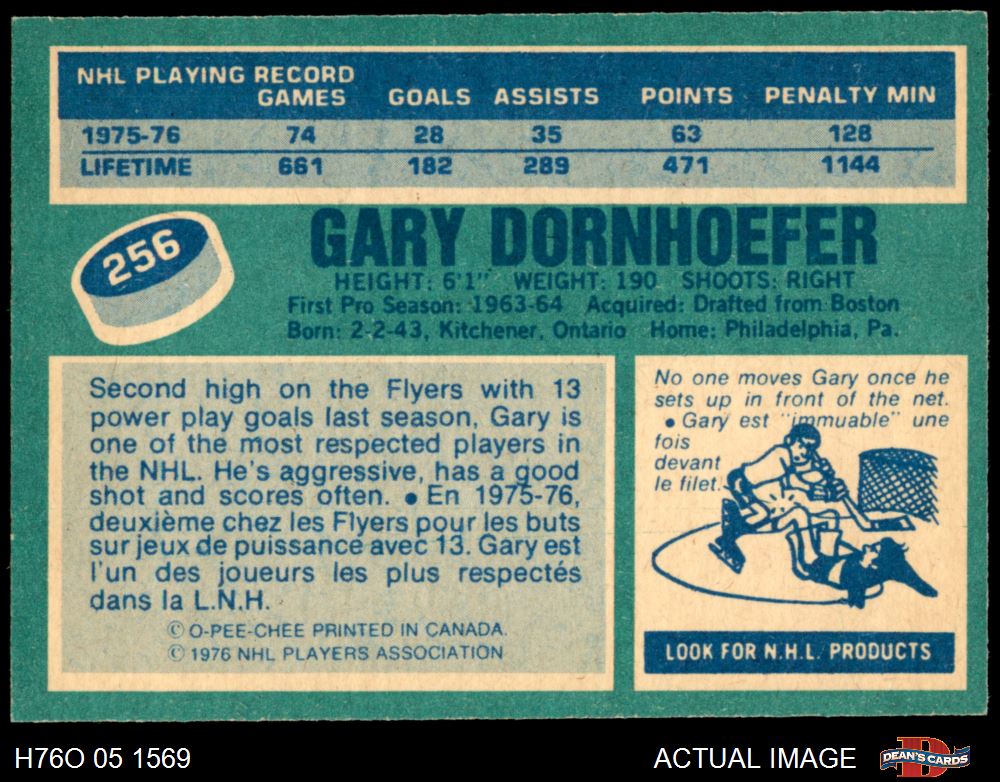 NHL PLAYING RECORD
GAMES GOALS ASSISTS POINTS PENALTY MIN
1975-76 74 28 35 63 128
LIFETIME 661 182 289 471 1144
256
GARY DORNHOEFER
HEIGHT: 6'1" WEIGHT: 190 SHOOTS: RIGHT
First Pro Season: 1963-64 Acquired: Drafted from Boston
Born: 2-2-43, Kitchener, Ontario Home: Philadelphia, Pa.
Second high on the Flyers with 13
power play goals last season, Gary is
one of the most respected players in
the NHL. He's aggressive, has a good
shot and scores often. • En 1975-76,
deuxième chez les Flyers pour les buts
sur jeux de puissance avec 13. Gary est
l'un des joueurs les plus respectés
dans la L.N.H.
© O-PEE-CHEE PRINTED IN CANADA.
© 1976 NHL PLAYERS ASSOCIATION
No one moves Gary once he
sets up in front of the net.
• Gary est "immuable" une
fois
devant
le filet.
LOOK FOR N.H.L. PRODUCTS
H76O 05 1569
ACTUAL IMAGE
DEAN'S CARDS